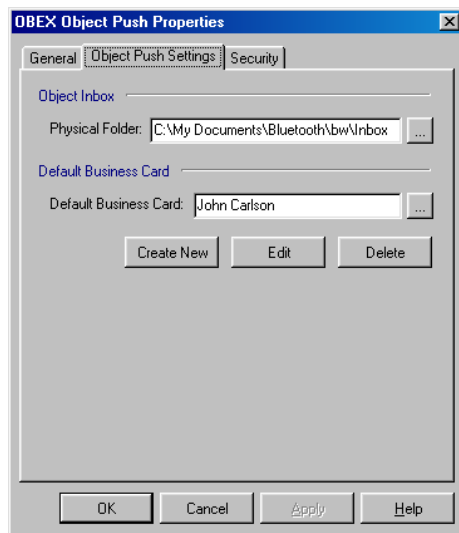 OBEX Object Push Properties
General Object Push Settings Security
Object Inbox
Physical Folder: C:\My Documents\Bluetooth\bw\Inbox ...
Default Business Card
Default Business Card: John Carlson ...
Create New Edit Delete
OK Cancel Apply Help